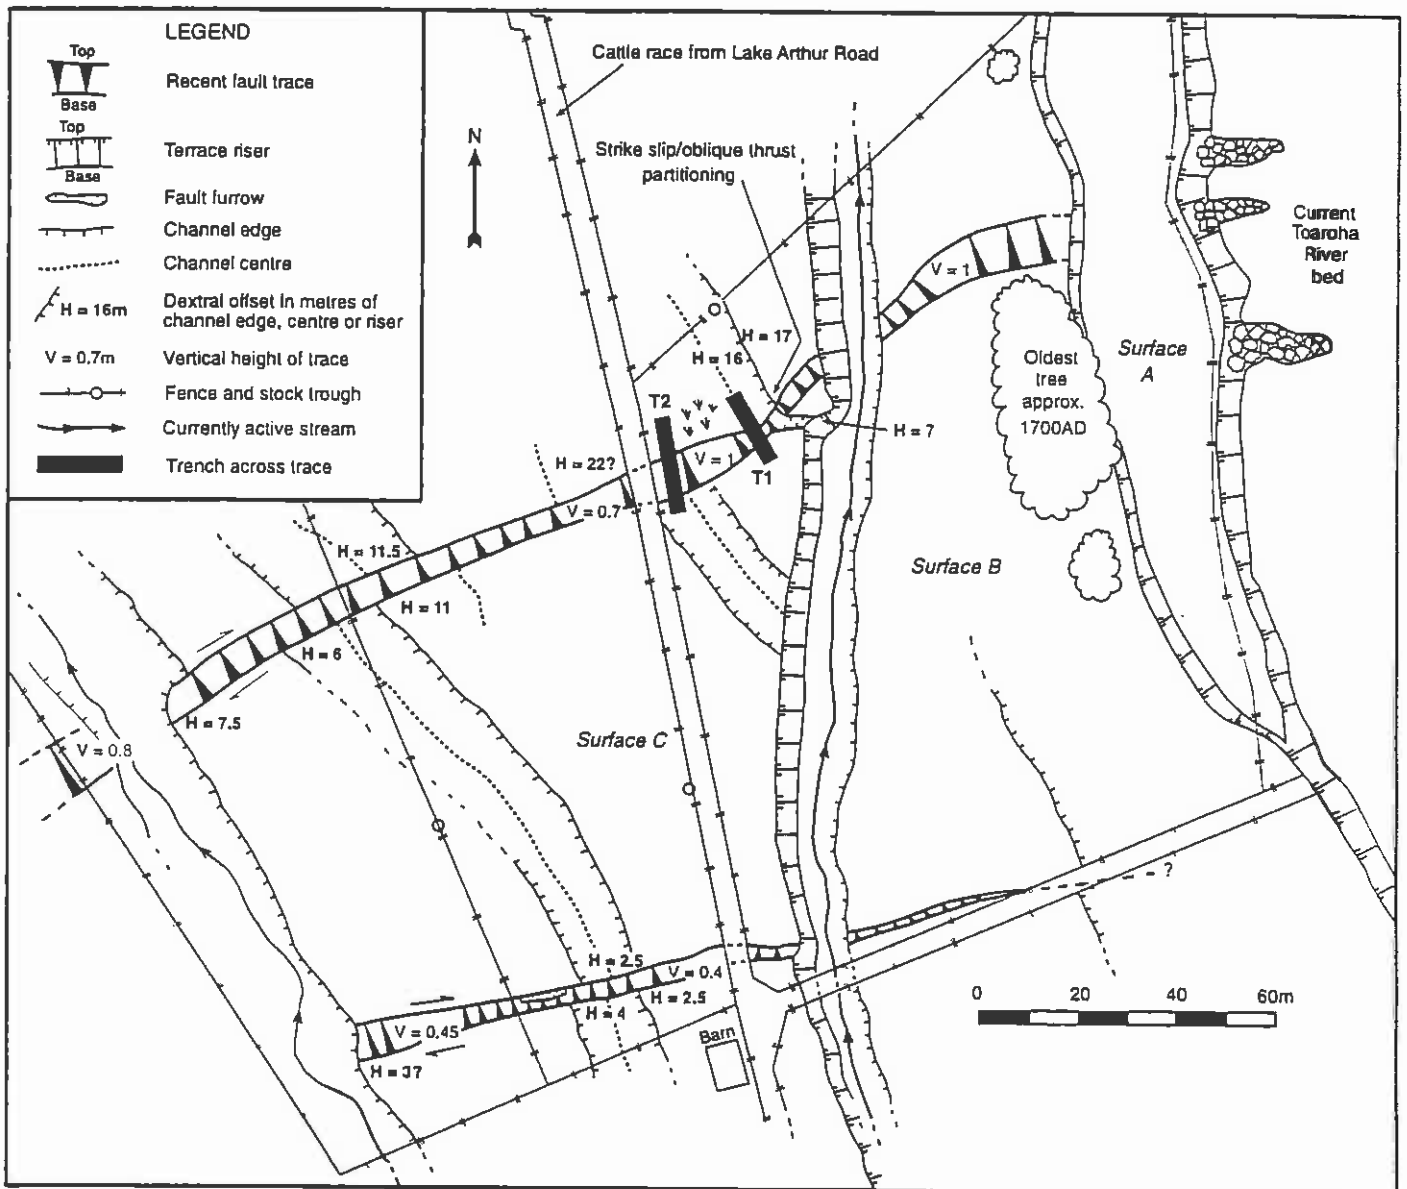 LEGEND
Top
Base
Recent fault trace
Top
Base
Terrace riser
Fault furrow
Channel edge
Channel centre
H = 16m
Dextral offset in metres of
channel edge, centre or riser
V = 0.7m
Vertical height of trace
Fence and stock trough
Currently active stream
Trench across trace
Cattle race from Lake Arthur Road
N
Strike slip/oblique thrust
partitioning
Current
Toaroha
River
bed
V = 1
H = 17
H = 16
Surface
A
Oldest
tree
approx.
1700AD
T2
H = ?
V = 1
T1
H = 22?
V = 0.7
H = 11.5
Surface B
H = 11
H = 6
H = 7.5
Surface C
V = 0.8
?
H = 2.5
V = 0.4
H = 2.5
H = 4
V = 0.45
H = 3?
Barn
0
20
40
60m